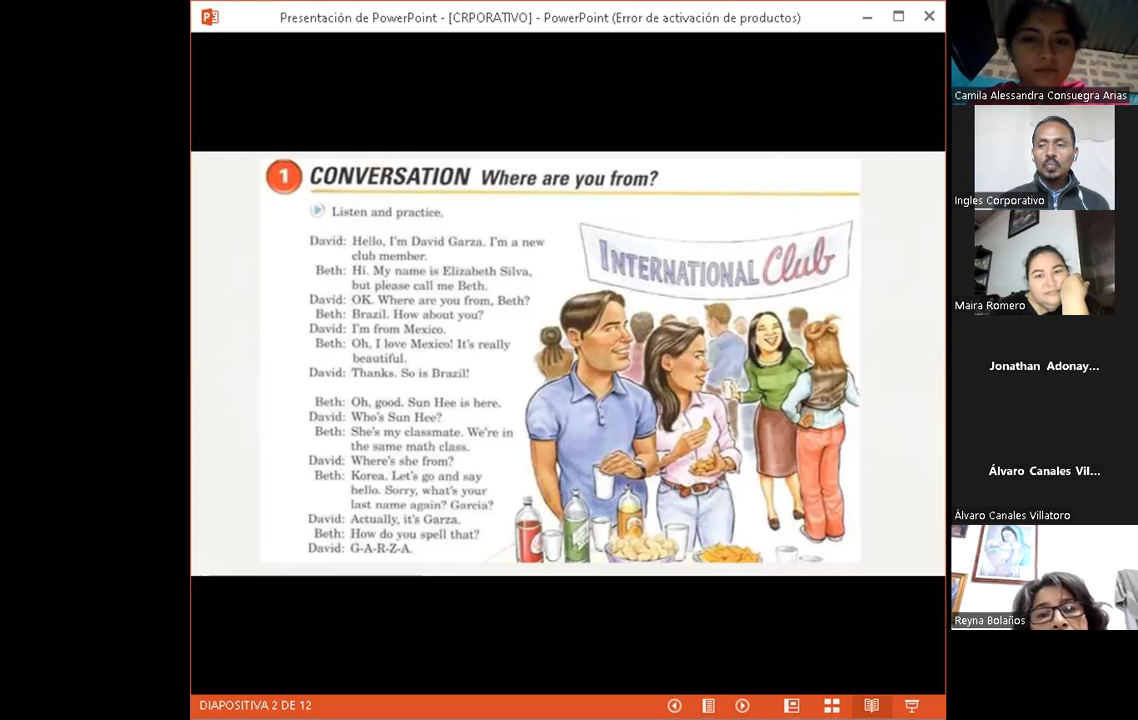 Presentación de PowerPoint - [CRPORATIVO] - PowerPoint (Error de activación de productos)
1 CONVERSATION Where are you from?
Listen and practice.
David: Hello, I'm David Garza. I'm a new
club member.
Beth: Hi. My name is Elizabeth Silva,
but please call me Beth.
David: OK. Where are you from, Beth?
Beth: Brazil. How about you?
David: I'm from Mexico.
Beth: Oh, I love Mexico! It's really
beautiful.
David: Thanks. So is Brazil!
Beth: Oh, good. Sun Hee is here.
David: Who's Sun Hee?
Beth: She's my classmate. We're in
the same math class.
David: Where's she from?
Beth: Korea. Let's go and say
hello. Sorry, what's your
last name again? Garcia?
David: Actually, it's Garza.
Beth: How do you spell that?
David: G-A-R-Z-A.
INTERNATIONAL Club
DIAPOSITIVA 2 DE 12
Camila Alessandra Consuegra Arias
Ingles Corporativo
Maira Romero
Jonathan Adonay...
Álvaro Canales Vil...
Álvaro Canales Villatoro
Reyna Bolaños